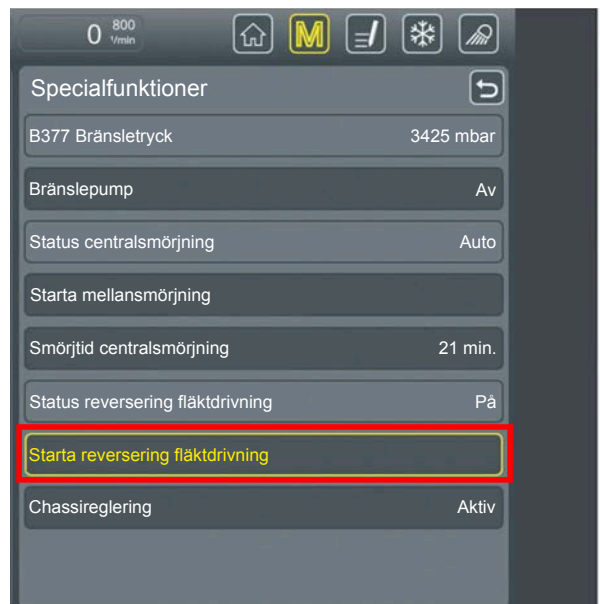 0 800
1/min
M
Specialfunktioner
B377 Bränsletryck 3425 mbar
Bränslepump Av
Status centralsmörjning Auto
Starta mellansmörjning
Smörjtid centralsmörjning 21 min.
Status reversering fläktdrivning På
Starta reversering fläktdrivning
Chassireglering Aktiv